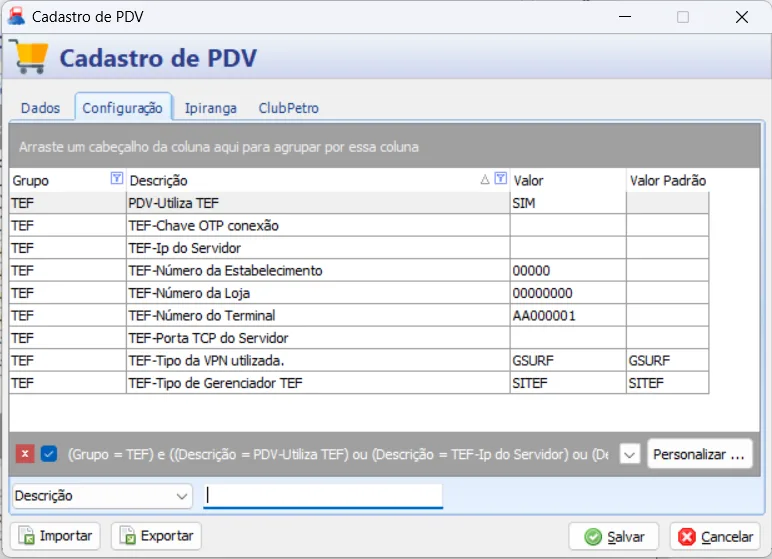 Cadastro de PDV
Cadastro de PDV
Dados Configuração Ipiranga ClubPetro
Arraste um cabeçalho da coluna aqui para agrupar por essa coluna
Grupo Descrição Valor Valor Padrão
TEF PDV-Utiliza TEF SIM
TEF TEF-Chave OTP conexão
TEF TEF-Ip do Servidor
TEF TEF-Número da Estabelecimento 00000
TEF TEF-Número da Loja 00000000
TEF TEF-Número do Terminal AA000001
TEF TEF-Porta TCP do Servidor
TEF TEF-Tipo da VPN utilizada. GSURF GSURF
TEF TEF-Tipo de Gerenciador TEF SITEF SITEF
(Grupo = TEF) e ((Descrição = PDV-Utiliza TEF) ou (Descrição = TEF-Ip do Servidor) ou (De Personalizar ...
Descrição
Importar Exportar Salvar Cancelar